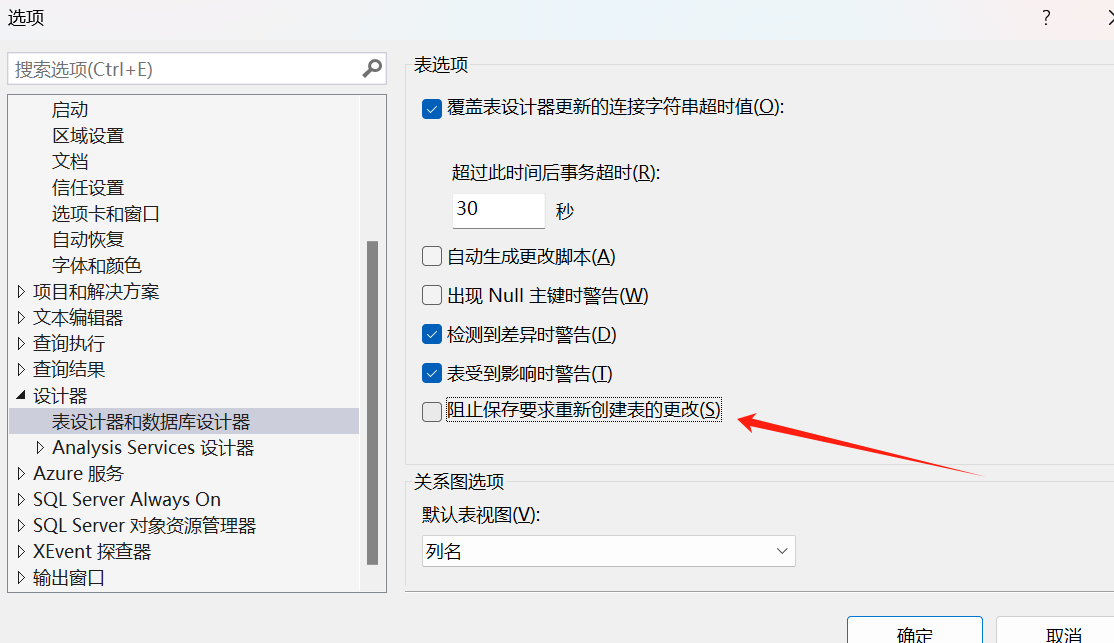 选项
?
搜索选项(Ctrl+E)
启动
区域设置
文档
信任设置
选项卡和窗口
自动恢复
字体和颜色
项目和解决方案
文本编辑器
查询执行
查询结果
设计器
表设计器和数据库设计器
Analysis Services 设计器
Azure 服务
SQL Server Always On
SQL Server 对象资源管理器
XEvent 探查器
输出窗口
表选项
覆盖表设计器更新的连接字符串超时值(O):
超过此时间后事务超时(R):
30 秒
自动生成更改脚本(A)
出现 Null 主键时警告(W)
检测到差异时警告(D)
表受到影响时警告(T)
阻止保存要求重新创建表的更改(S)
关系图选项
默认表视图(V):
列名
确定
取消